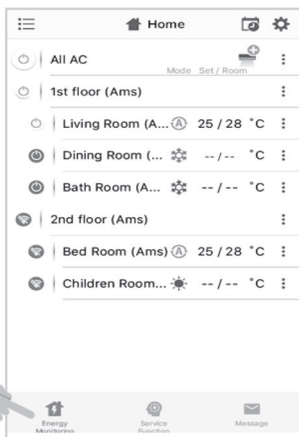 Home
All AC
Mode Set / Room
1st floor (Ams)
Living Room (A... A 25 / 28 °C
Dining Room (... -- / -- °C
Bath Room (A... -- / -- °C
2nd floor (Ams)
Bed Room (Ams) A 25 / 28 °C
Children Room... -- / -- °C
Energy Monitoring
Service Function
Message